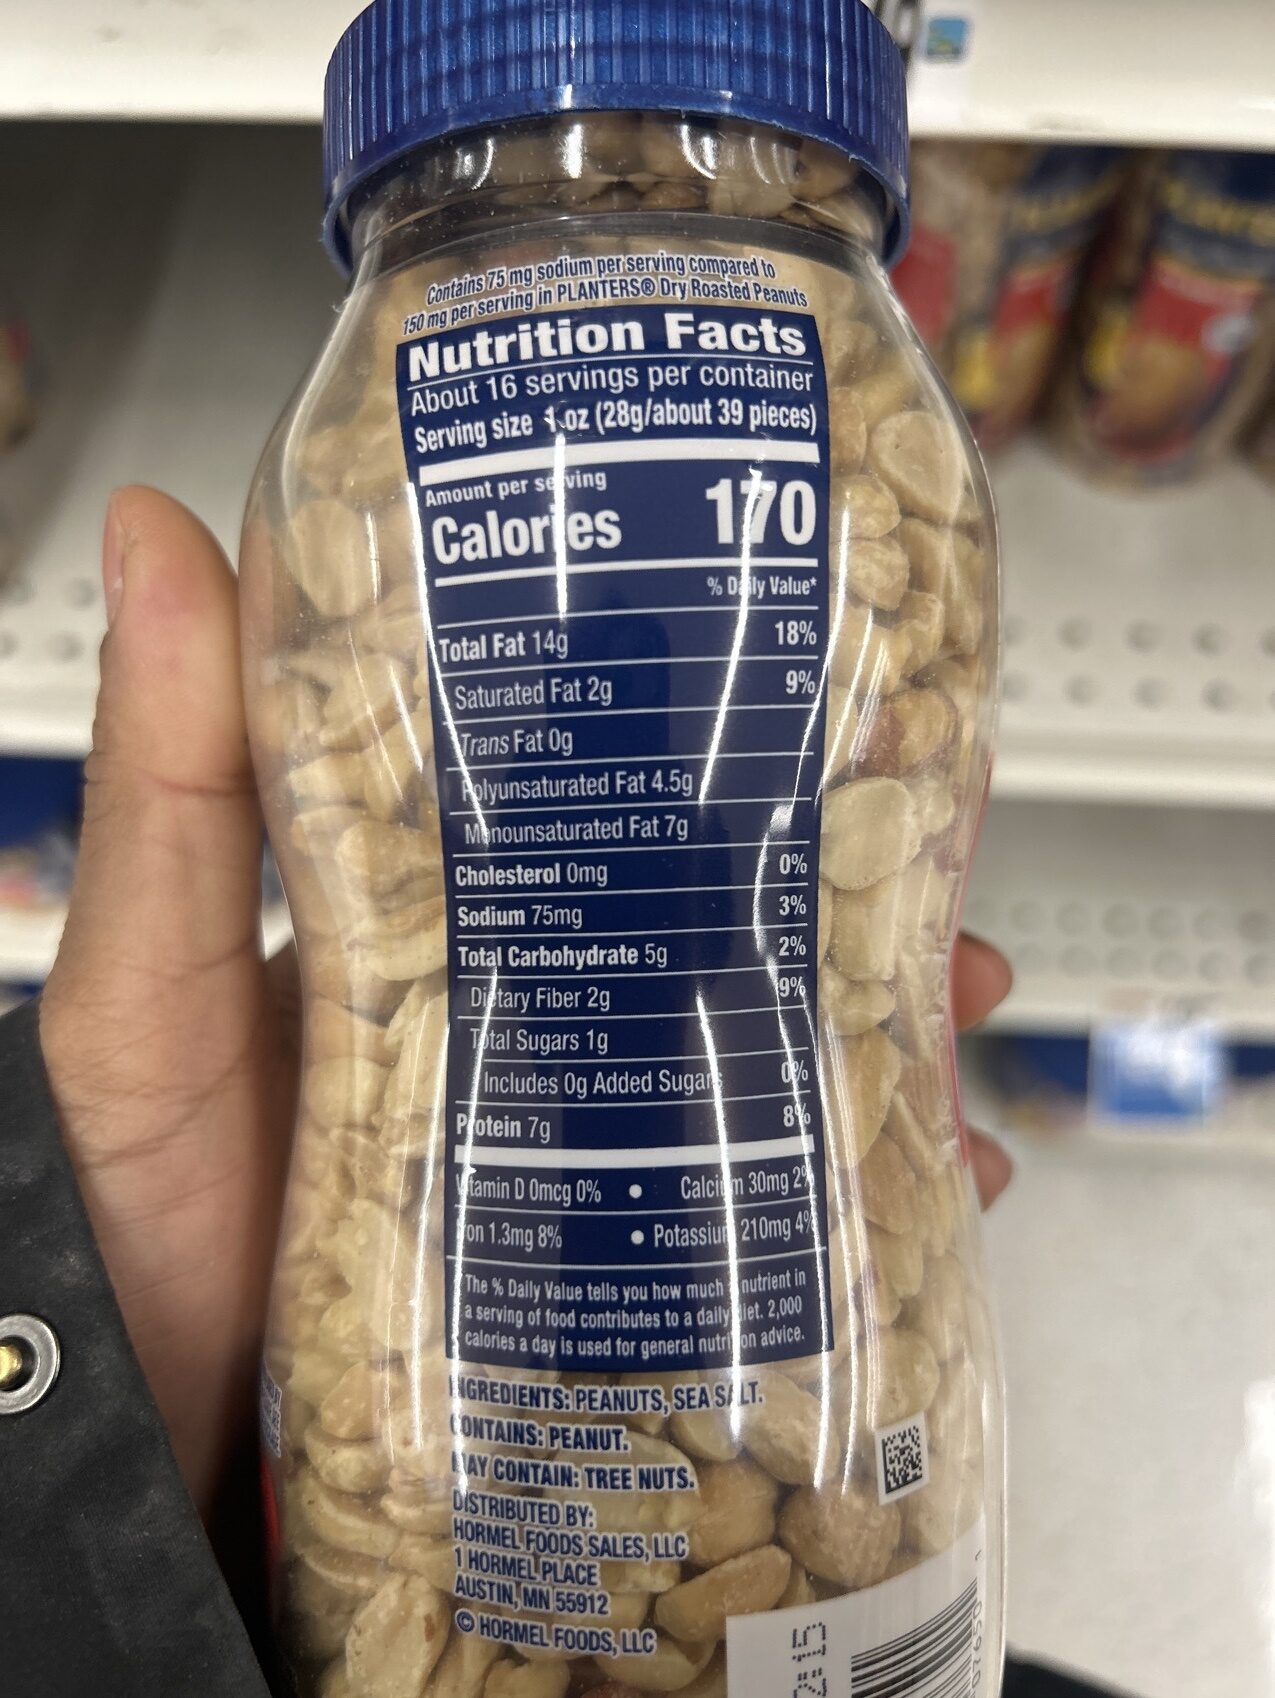 Contains 75 mg sodium per serving compared to
150 mg per serving in PLANTERS® Dry Roasted Peanuts
Nutrition Facts
About 16 servings per container
Serving size 1 oz (28g/about 39 pieces)
Amount per serving
Calories 170
% Daily Value*
Total Fat 14g 18%
Saturated Fat 2g 9%
Trans Fat 0g
Polyunsaturated Fat 4.5g
Monounsaturated Fat 7g
Cholesterol 0mg 0%
Sodium 75mg 3%
Total Carbohydrate 5g 2%
Dietary Fiber 2g 9%
Total Sugars 1g
Includes 0g Added Sugars 0%
Protein 7g 8%
Vitamin D 0mcg 0% • Calcium 30mg 2%
Iron 1.3mg 8% • Potassium 210mg 4%
The % Daily Value tells you how much a nutrient in
a serving of food contributes to a daily diet. 2,000
calories a day is used for general nutrition advice.
INGREDIENTS: PEANUTS, SEA SALT.
CONTAINS: PEANUT.
MAY CONTAIN: TREE NUTS.
DISTRIBUTED BY:
HORMEL FOODS SALES, LLC
1 HORMEL PLACE
AUSTIN, MN 55912
© HORMEL FOODS, LLC